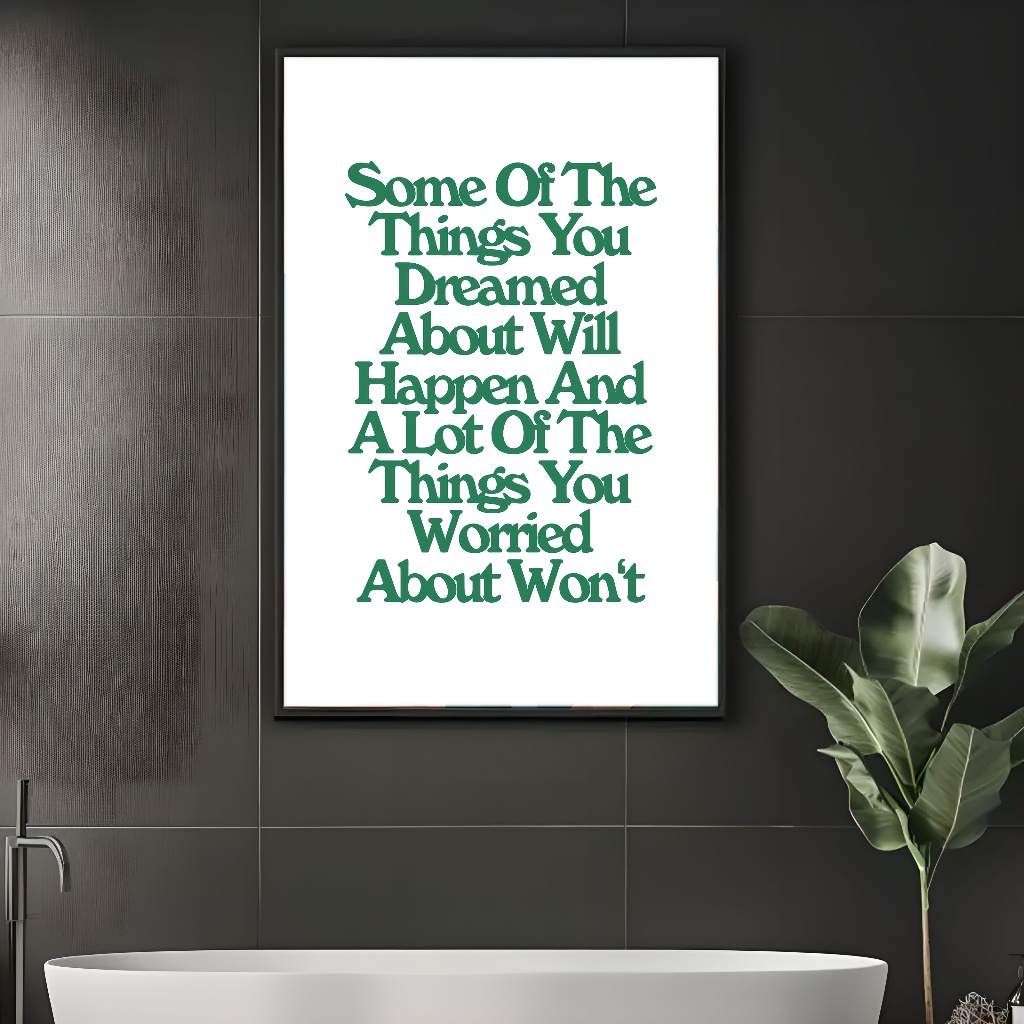 Some Of The
Things You
Dreamed
About Will
Happen And
A Lot Of The
Things You
Worried
About Won‘t